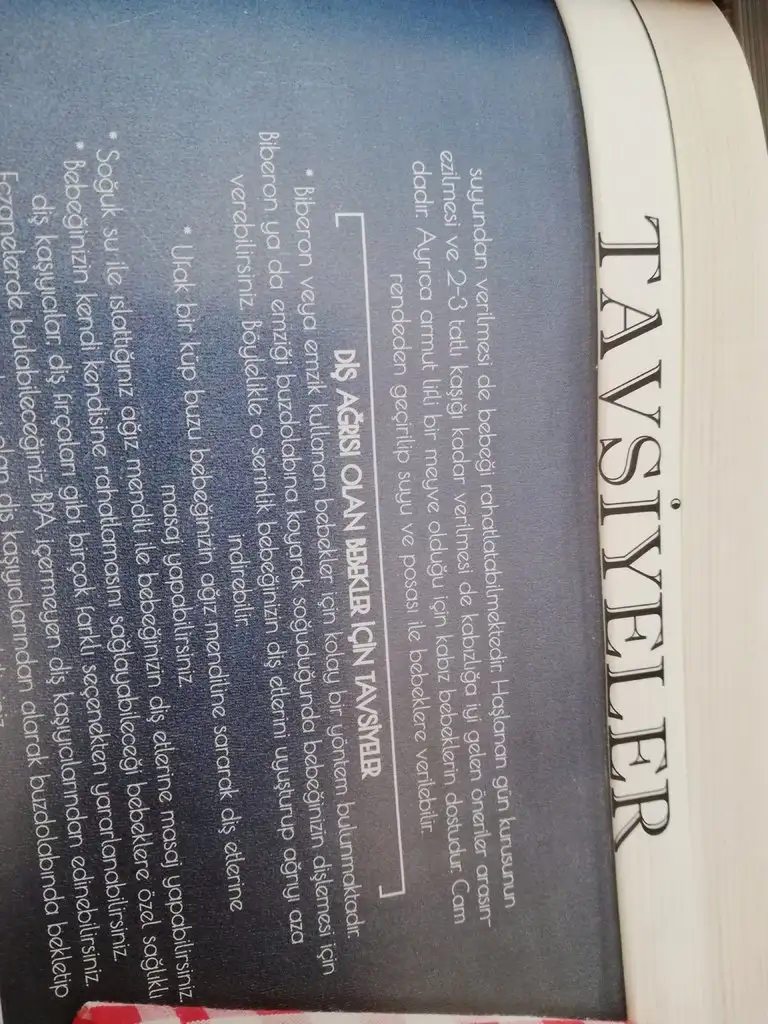 TAVSİYELER
suyundan verilmesi de bebeği rahatlatabilmektedir. Haşlanan gün kurusunun
ezilmesi ve 2-3 tatlı kaşığı kadar verilmesi de kabızlığa iyi gelen öneriler arasın-
dadır. Ayrıca armut lifli bir meyve olduğu için kabız bebeklerin dostudur. Cam
rendeden geçirilip suyu ve posası ile bebeklere verilebilir.
DİŞ AĞRISI OLAN BEBEKLER İÇİN TAVSİYELER
* Biberon veya emzik kullanan bebekler için kolay bir yöntem bulunmaktadır.
Biberon ya da emziği buzdolabına koyarak soğuduğunda bebeğinizin dişlemesi için
verebilirsiniz. Böylelikle o serinlik bebeğinizin diş etlerini uyuşturup ağrıyı aza
indirebilir.
* Ufak bir küp buzu bebeğinizin ağız mendiline sararak diş etlerine
masaj yapabilirsiniz.
* Soğuk su ile ıslattığınız ağız mendili ile bebeğinizin diş etlerine masaj yapabilirsiniz.
* Bebeğinizin kendi kendisine rahatlamasını sağlayabileceği bebeklere özel sağlıklı
diş kaşıyıcılar, diş fırçaları gibi birçok farklı seçenekten yararlanabilirsiniz.
Eczanelerde bulabileceğiniz BPA içermeyen diş kaşıyıcılarından edinebilirsiniz.
olan diş kaşıyıcılarından alarak buzdolabında bekletip